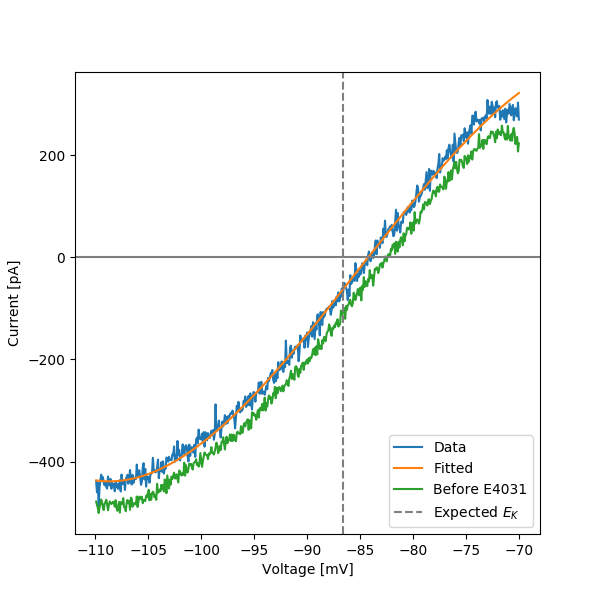 200
0
−200
−400
Current [pA]
Data
Fitted
Before E4031
Expected E_K
−110 −105 −100 −95 −90 −85 −80 −75 −70
Voltage [mV]